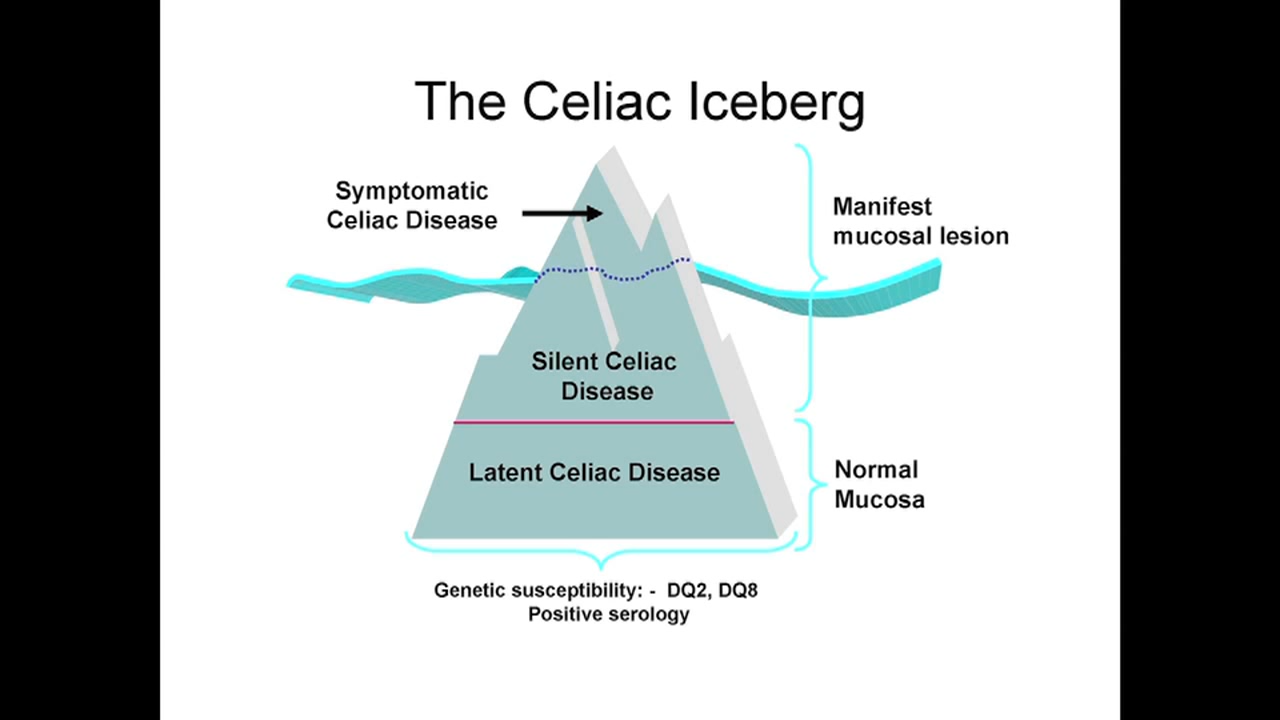 The Celiac Iceberg
Symptomatic
Celiac Disease
Manifest
mucosal lesion
Silent Celiac
Disease
Latent Celiac Disease
Normal
Mucosa
Genetic susceptibility: - DQ2, DQ8
Positive serology